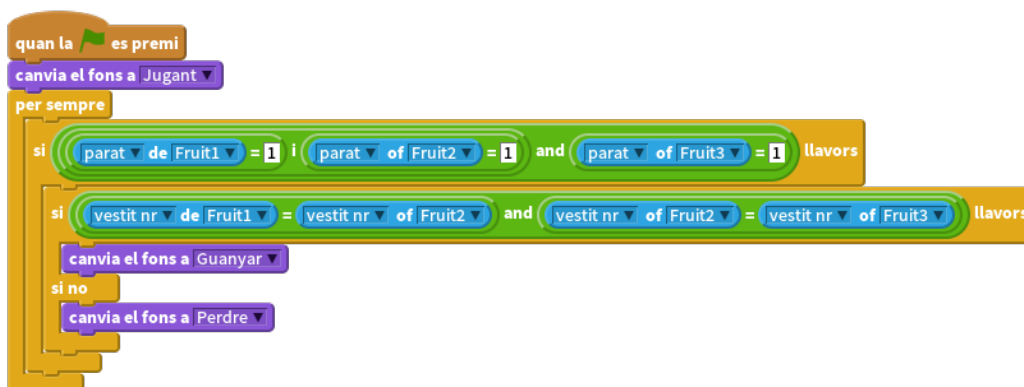 quan la es premi
canvia el fons a Jugant
per sempre
si parat de Fruit1 = 1 i parat of Fruit2 = 1 and parat of Fruit3 = 1 llavors
si vestit nr de Fruit1 = vestit nr of Fruit2 and vestit nr of Fruit2 = vestit nr of Fruit3 llavors
canvia el fons a Guanyar
si no
canvia el fons a Perdre